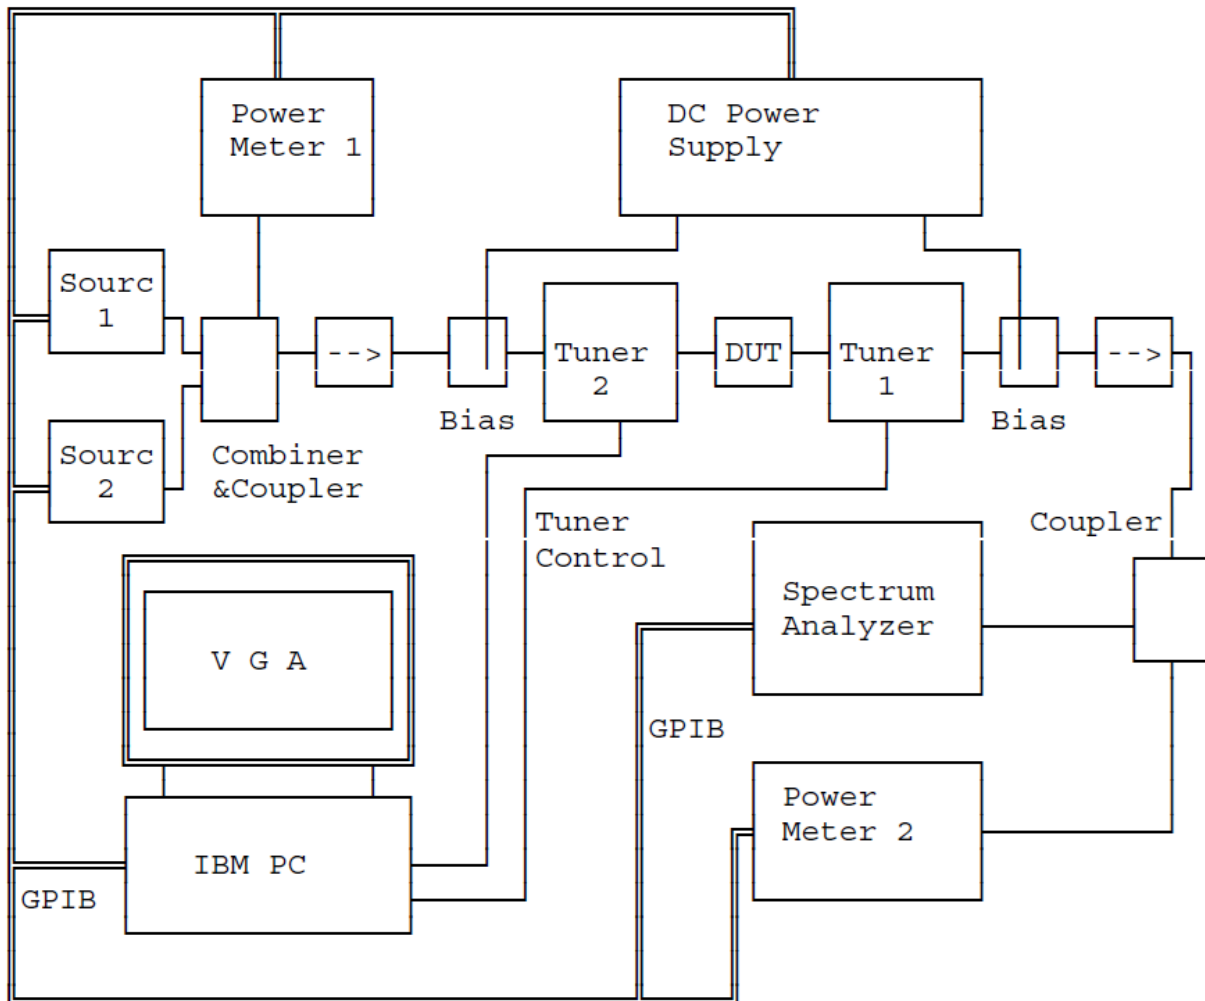 Power
Meter 1
DC Power
Supply
Sourc
1
-->
Tuner
2
DUT
Tuner
1
-->
Bias
Bias
Sourc
2
Combiner
&Coupler
Tuner
Control
Coupler
Spectrum
Analyzer
V G A
GPIB
Power
Meter 2
IBM PC
GPIB